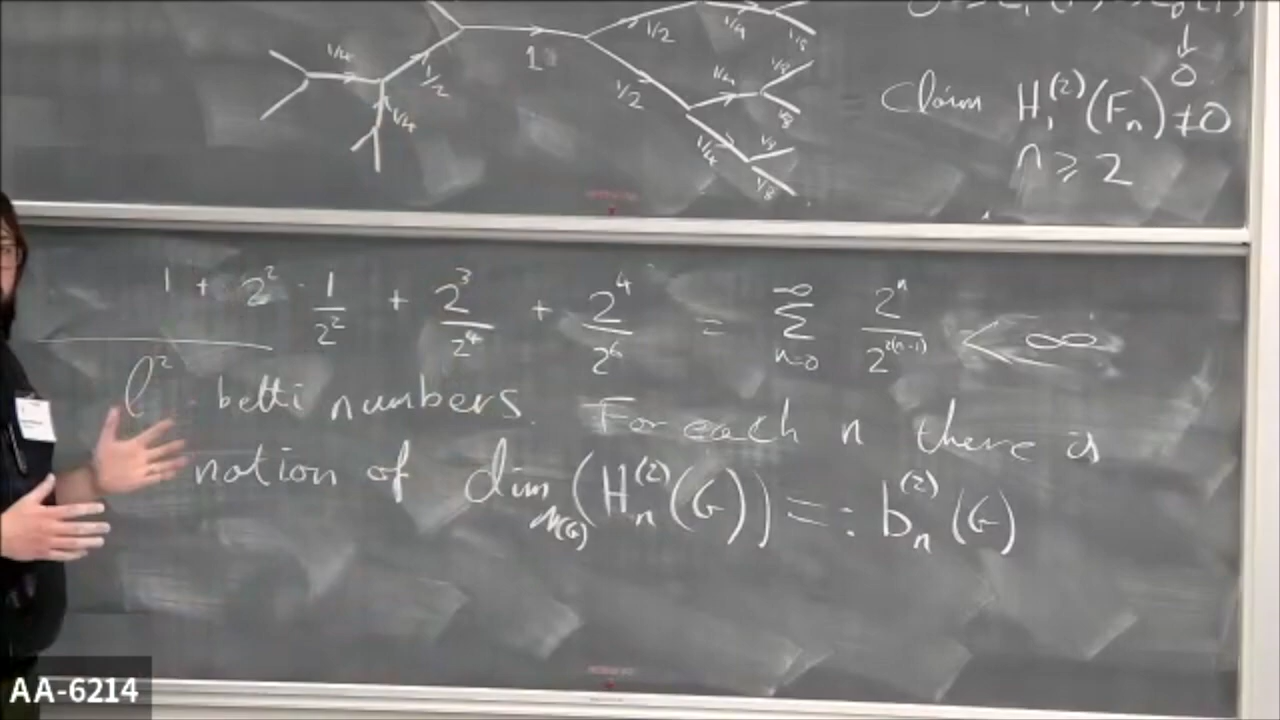 1/4 1/2 1 1/2 1/4 1/8
1/4 1/2 1/4 1/8 1/8
1/4 1/8 1/8
0
Claim H₁⁽²⁾(Fₙ) ≠ 0
n ≥ 2
1 + 2² · 1/2² + 2³/2⁴ + 2⁴/2⁶ = ∑_{n=0}^{∞} 2ⁿ/2^{2(n-1)} < ∞
l² betti numbers. For each n there is
notion of dim_{N(G)}(Hₙ⁽²⁾(G)) =: bₙ⁽²⁾(G)
AA-6214